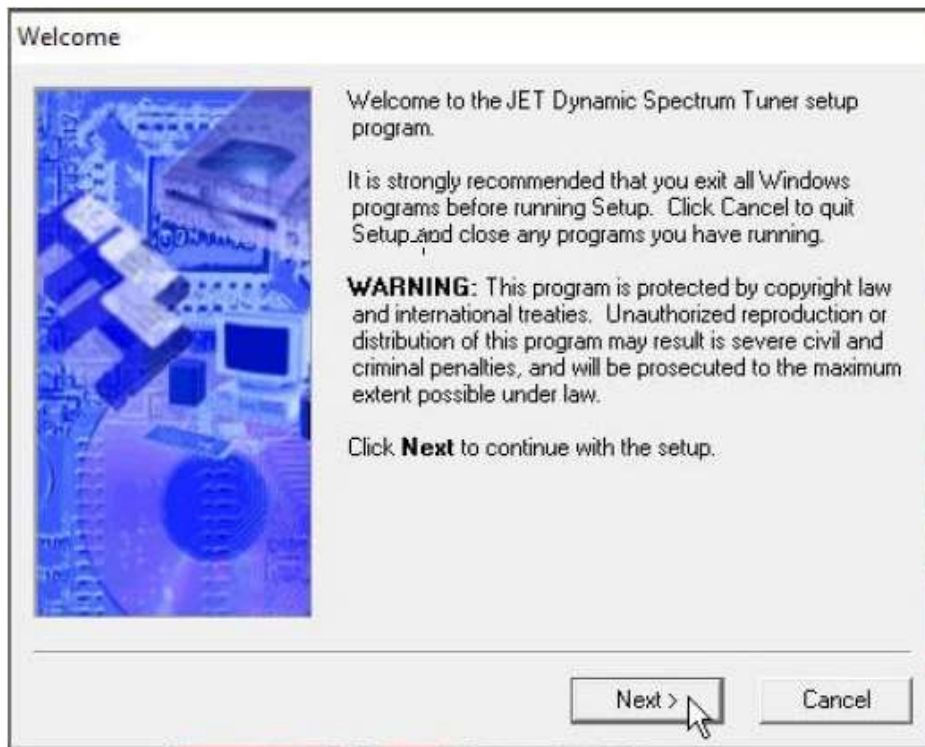 Welcome
Welcome to the JET Dynamic Spectrum Tuner setup
program.
It is strongly recommended that you exit all Windows
programs before running Setup. Click Cancel to quit
Setup and close any programs you have running.
WARNING: This program is protected by copyright law
and international treaties. Unauthorized reproduction or
distribution of this program may result is severe civil and
criminal penalties, and will be prosecuted to the maximum
extent possible under law.
Click Next to continue with the setup.
Next >
Cancel